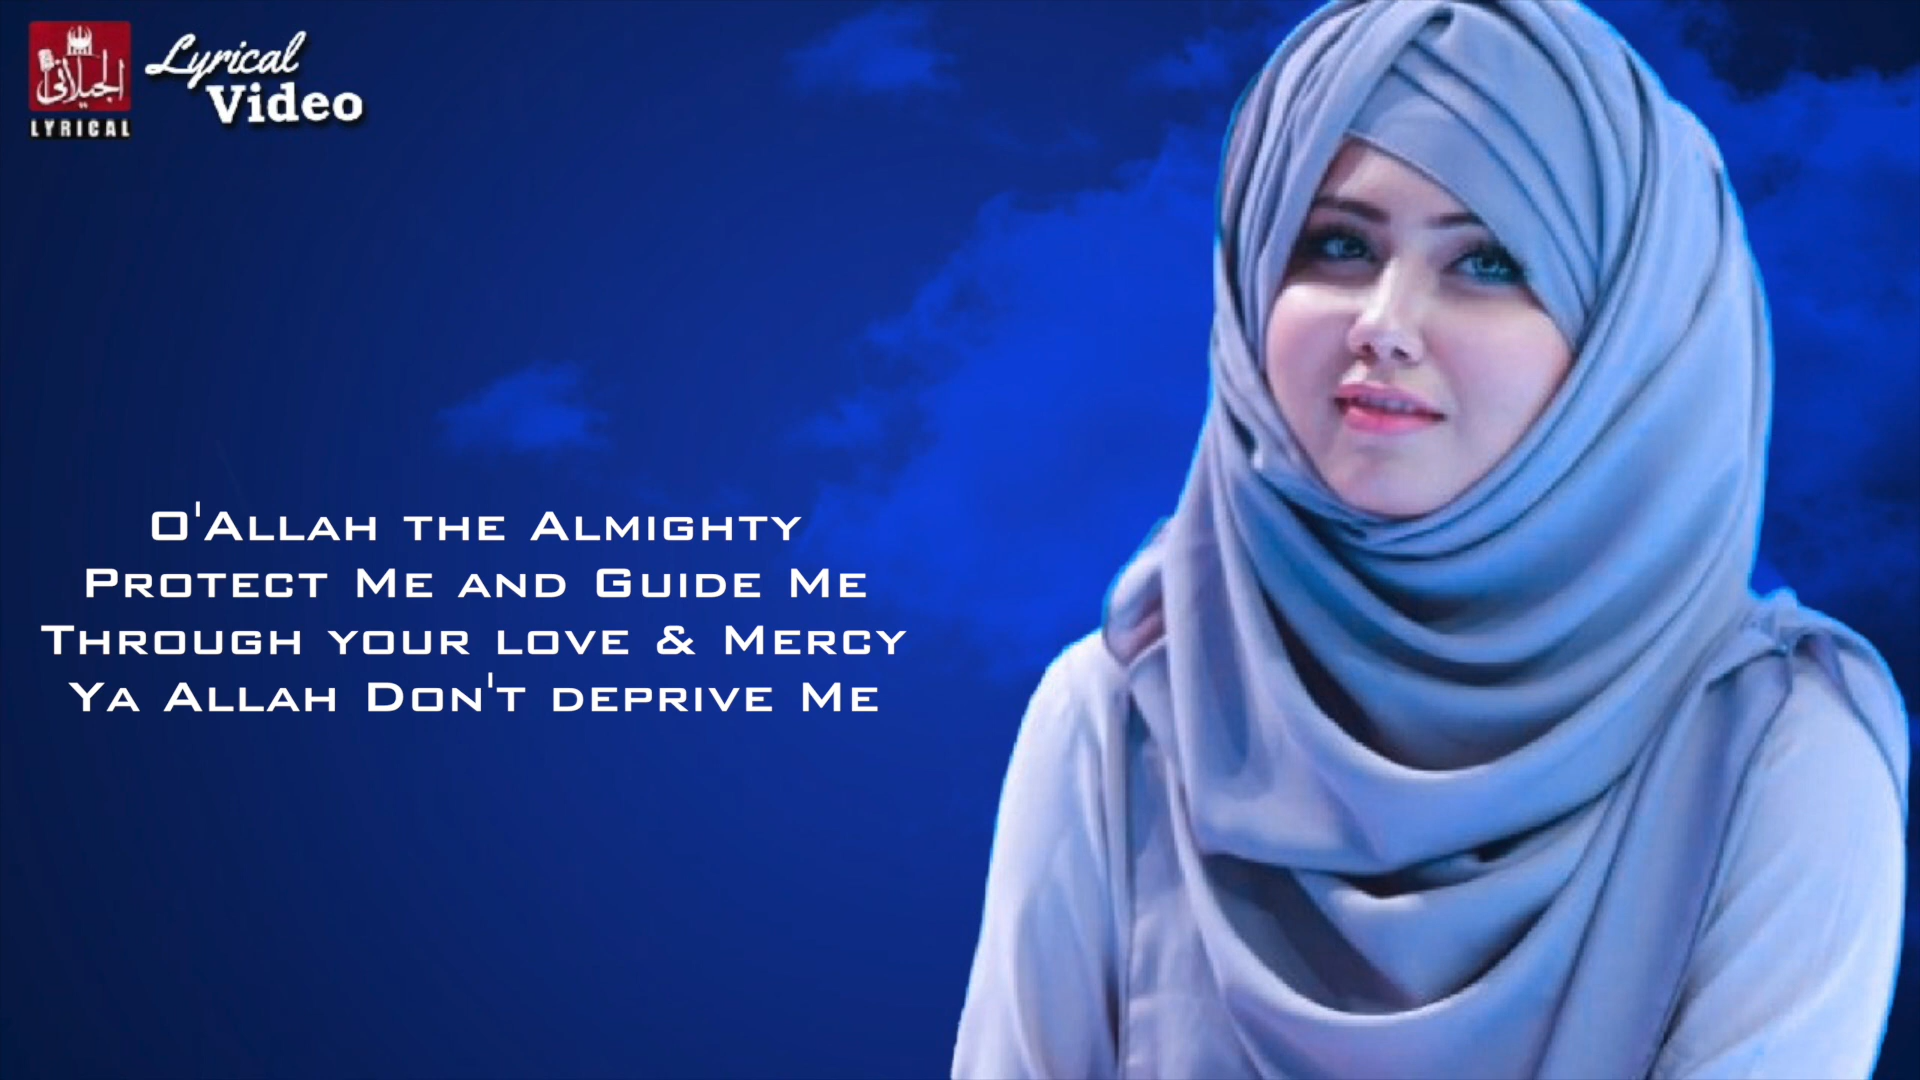 الجيلاني
LYRICAL
Lyrical
Video
O'Allah the Almighty
Protect Me and Guide Me
Through your love & Mercy
Ya Allah Don't deprive Me